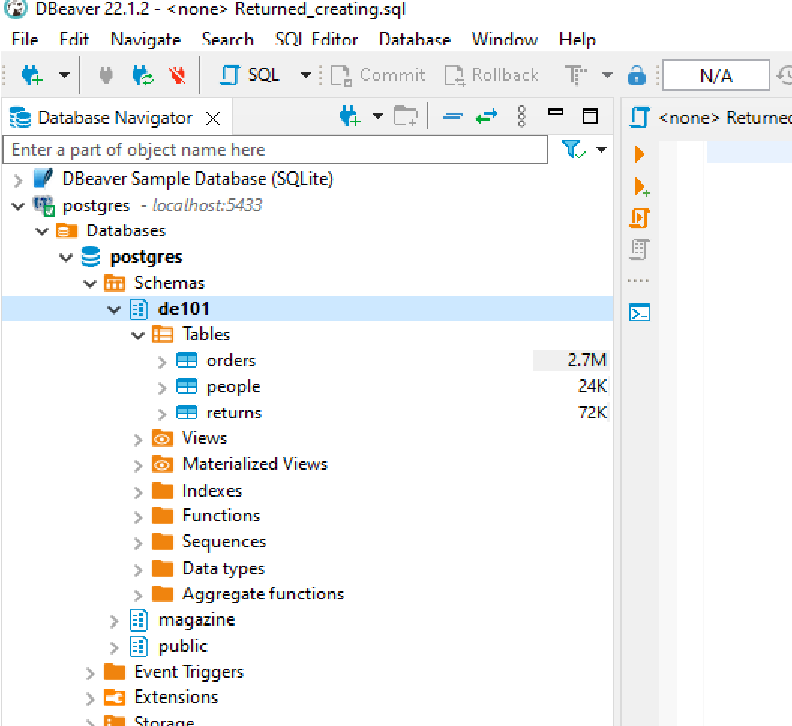 DBeaver 22.1.2 - <none> Returned_creating.sql
File Edit Navigate Search SQL Editor Database Window Help
SQL Commit Rollback T N/A
Database Navigator <none> Returned
Enter a part of object name here
DBeaver Sample Database (SQLite)
postgres - localhost:5433
Databases
postgres
Schemas
de101
Tables
orders 2.7M
people 24K
returns 72K
Views
Materialized Views
Indexes
Functions
Sequences
Data types
Aggregate functions
magazine
public
Event Triggers
Extensions
Storage